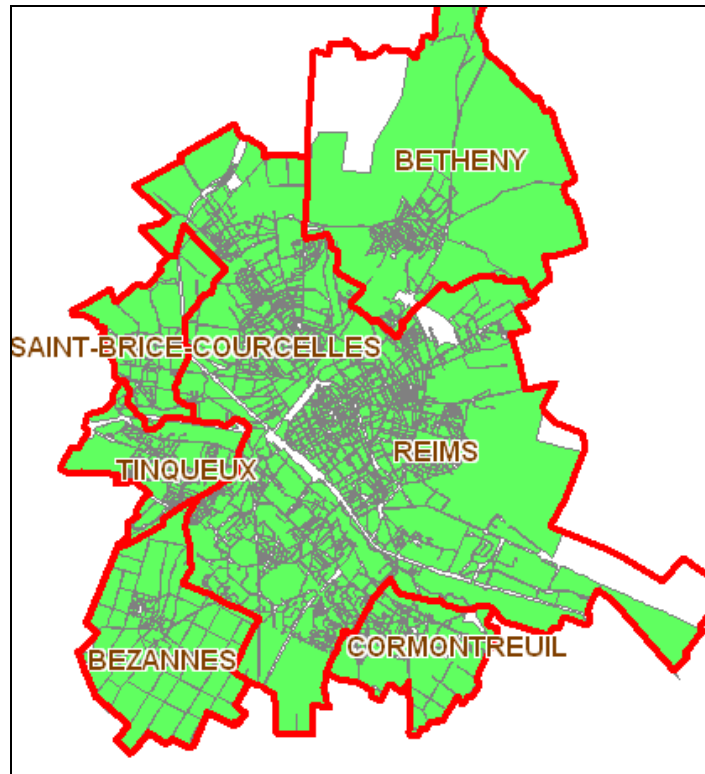 BETHENY
SAINT-BRICE-COURCELLES
REIMS
TINQUEUX
CORMONTREUIL
BEZANNES